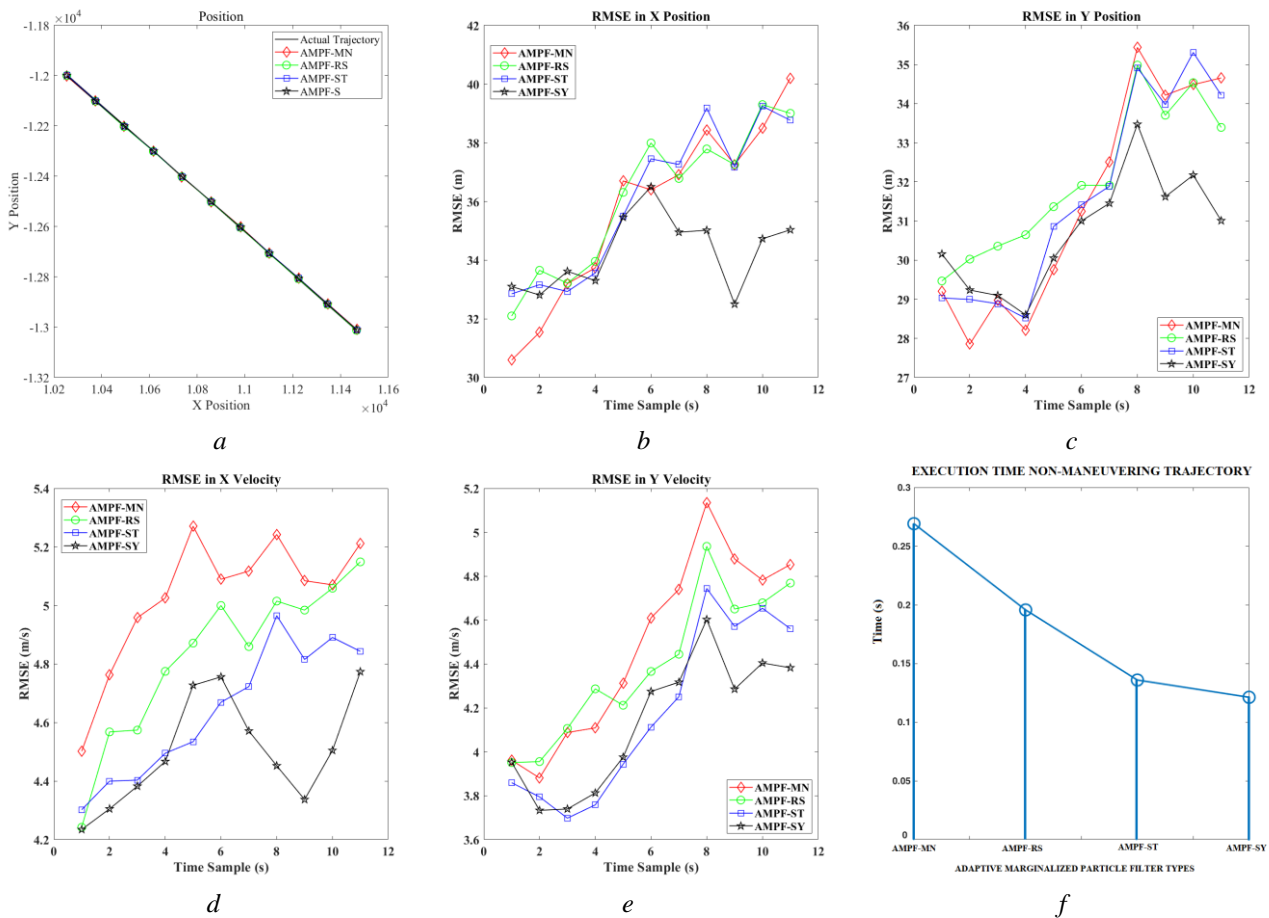 Position
-1.18
×10⁴
-1.2
-1.22
-1.24
-1.26
-1.28
-1.3
-1.32
Y Position
1.02 1.04 1.06 1.08 1.1 1.12 1.14 1.16
X Position
×10⁴
Actual Trajectory
AMPF-MN
AMPF-RS
AMPF-ST
AMPF-S
a
RMSE in X Position
42
40
38
36
34
32
30
RMSE (m)
0 2 4 6 8 10 12
Time Sample (s)
AMPF-MN
AMPF-RS
AMPF-ST
AMPF-SY
b
RMSE in Y Position
36
35
34
33
32
31
30
29
28
27
RMSE (m)
0 2 4 6 8 10 12
Time Sample (s)
AMPF-MN
AMPF-RS
AMPF-ST
AMPF-SY
c
RMSE in X Velocity
5.4
5.2
5
4.8
4.6
4.4
4.2
RMSE (m/s)
0 2 4 6 8 10 12
Time Sample (s)
AMPF-MN
AMPF-RS
AMPF-ST
AMPF-SY
d
RMSE in Y Velocity
5.2
5
4.8
4.6
4.4
4.2
4
3.8
3.6
RMSE (m/s)
0 2 4 6 8 10 12
Time Sample (s)
AMPF-MN
AMPF-RS
AMPF-ST
AMPF-SY
e
EXECUTION TIME NON-MANEUVERING TRAJECTORY
0.3
0.25
0.2
0.15
0.1
0.05
0
Time (s)
AMPF-MN AMPF-RS AMPF-ST AMPF-SY
ADAPTIVE MARGINALIZED PARTICLE FILTER TYPES
f